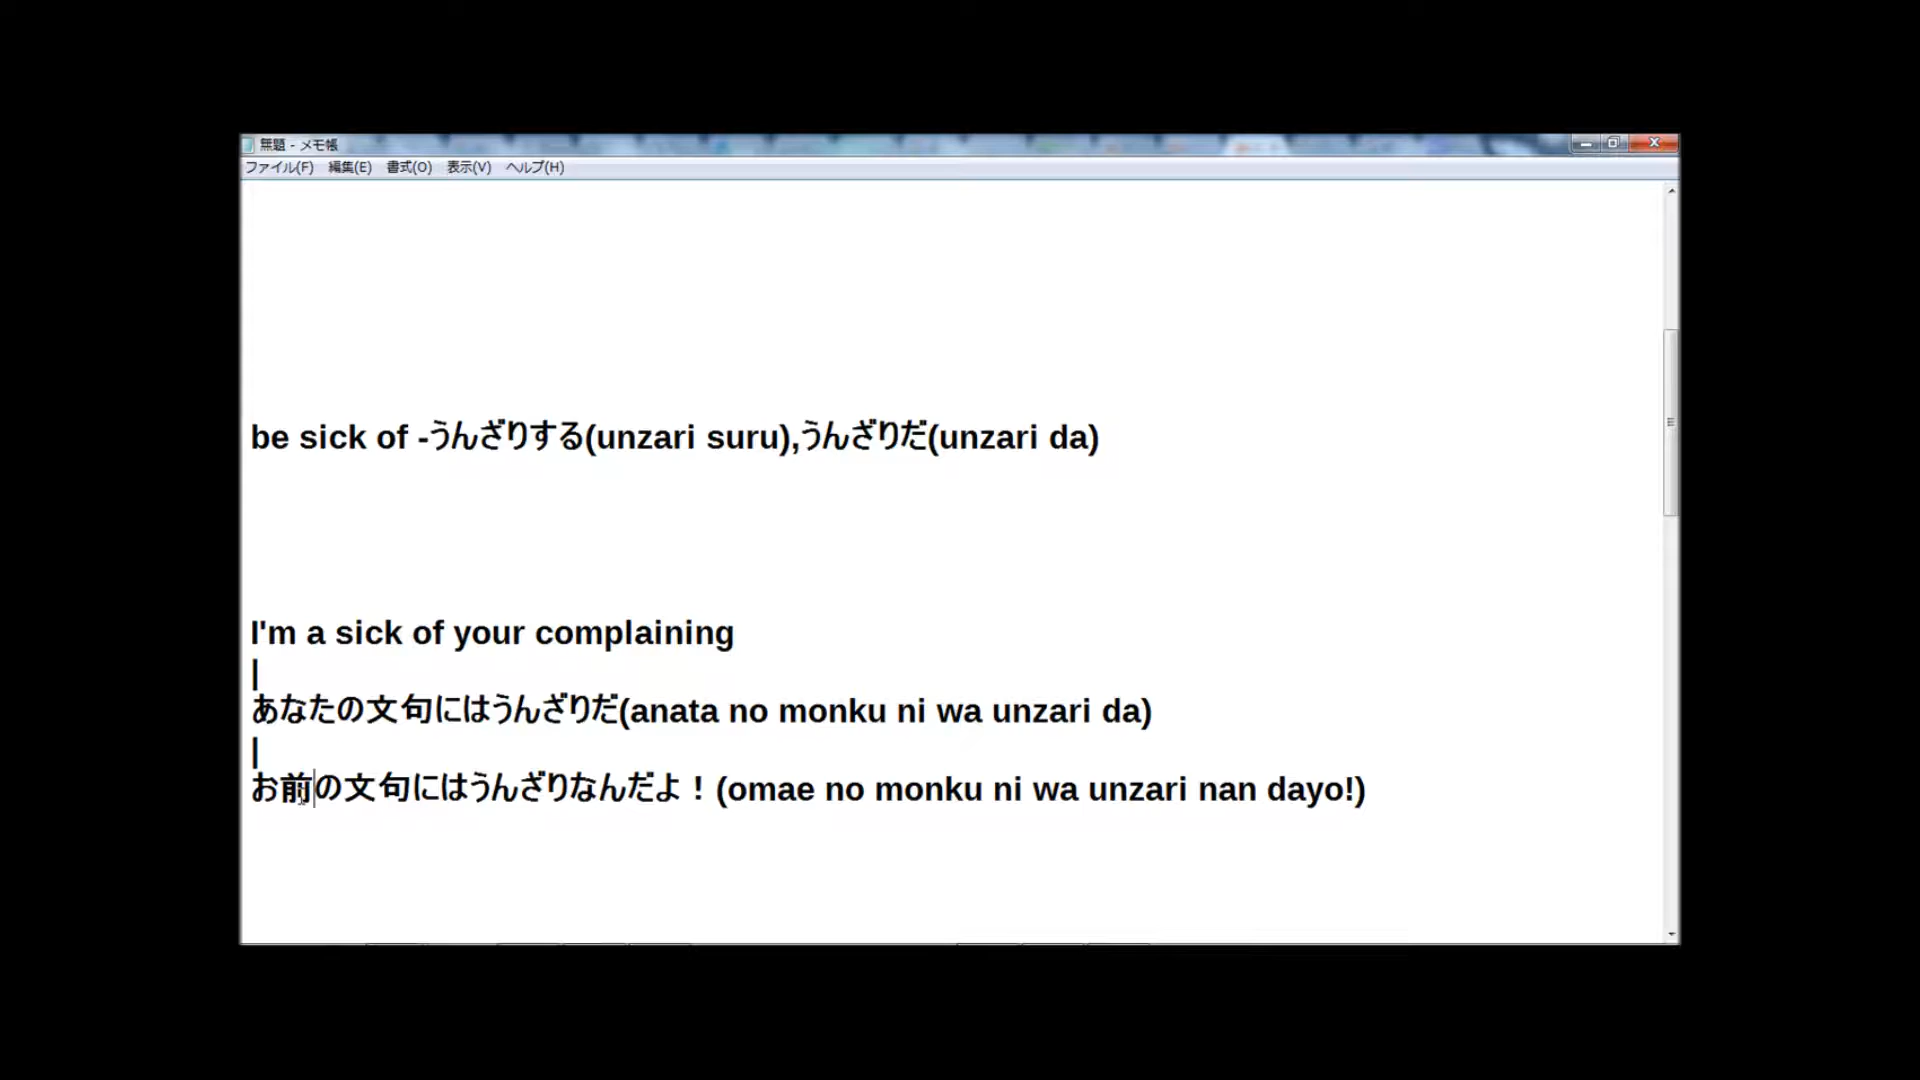 無題 - メモ帳
ファイル(F) 編集(E) 書式(O) 表示(V) ヘルプ(H)
be sick of -うんざりする(unzari suru),うんざりだ(unzari da)
I'm a sick of your complaining
|
あなたの文句にはうんざりだ(anata no monku ni wa unzari da)
|
お前の文句にはうんざりなんだよ！(omae no monku ni wa unzari nan dayo!)